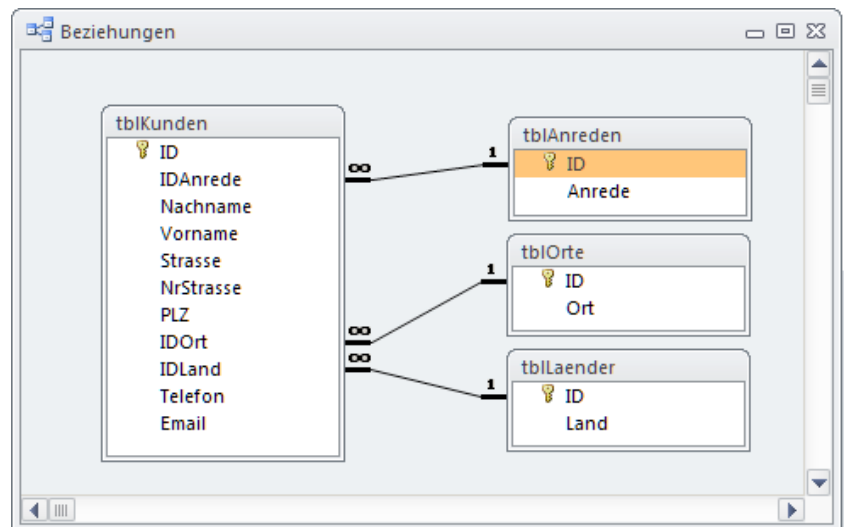 Beziehungen
tblKunden
ID
IDAnrede
Nachname
Vorname
Strasse
NrStrasse
PLZ
IDOrt
IDLand
Telefon
Email
∞
∞
∞
1
1
1
tblAnreden
ID
Anrede
tblOrte
ID
Ort
tblLaender
ID
Land